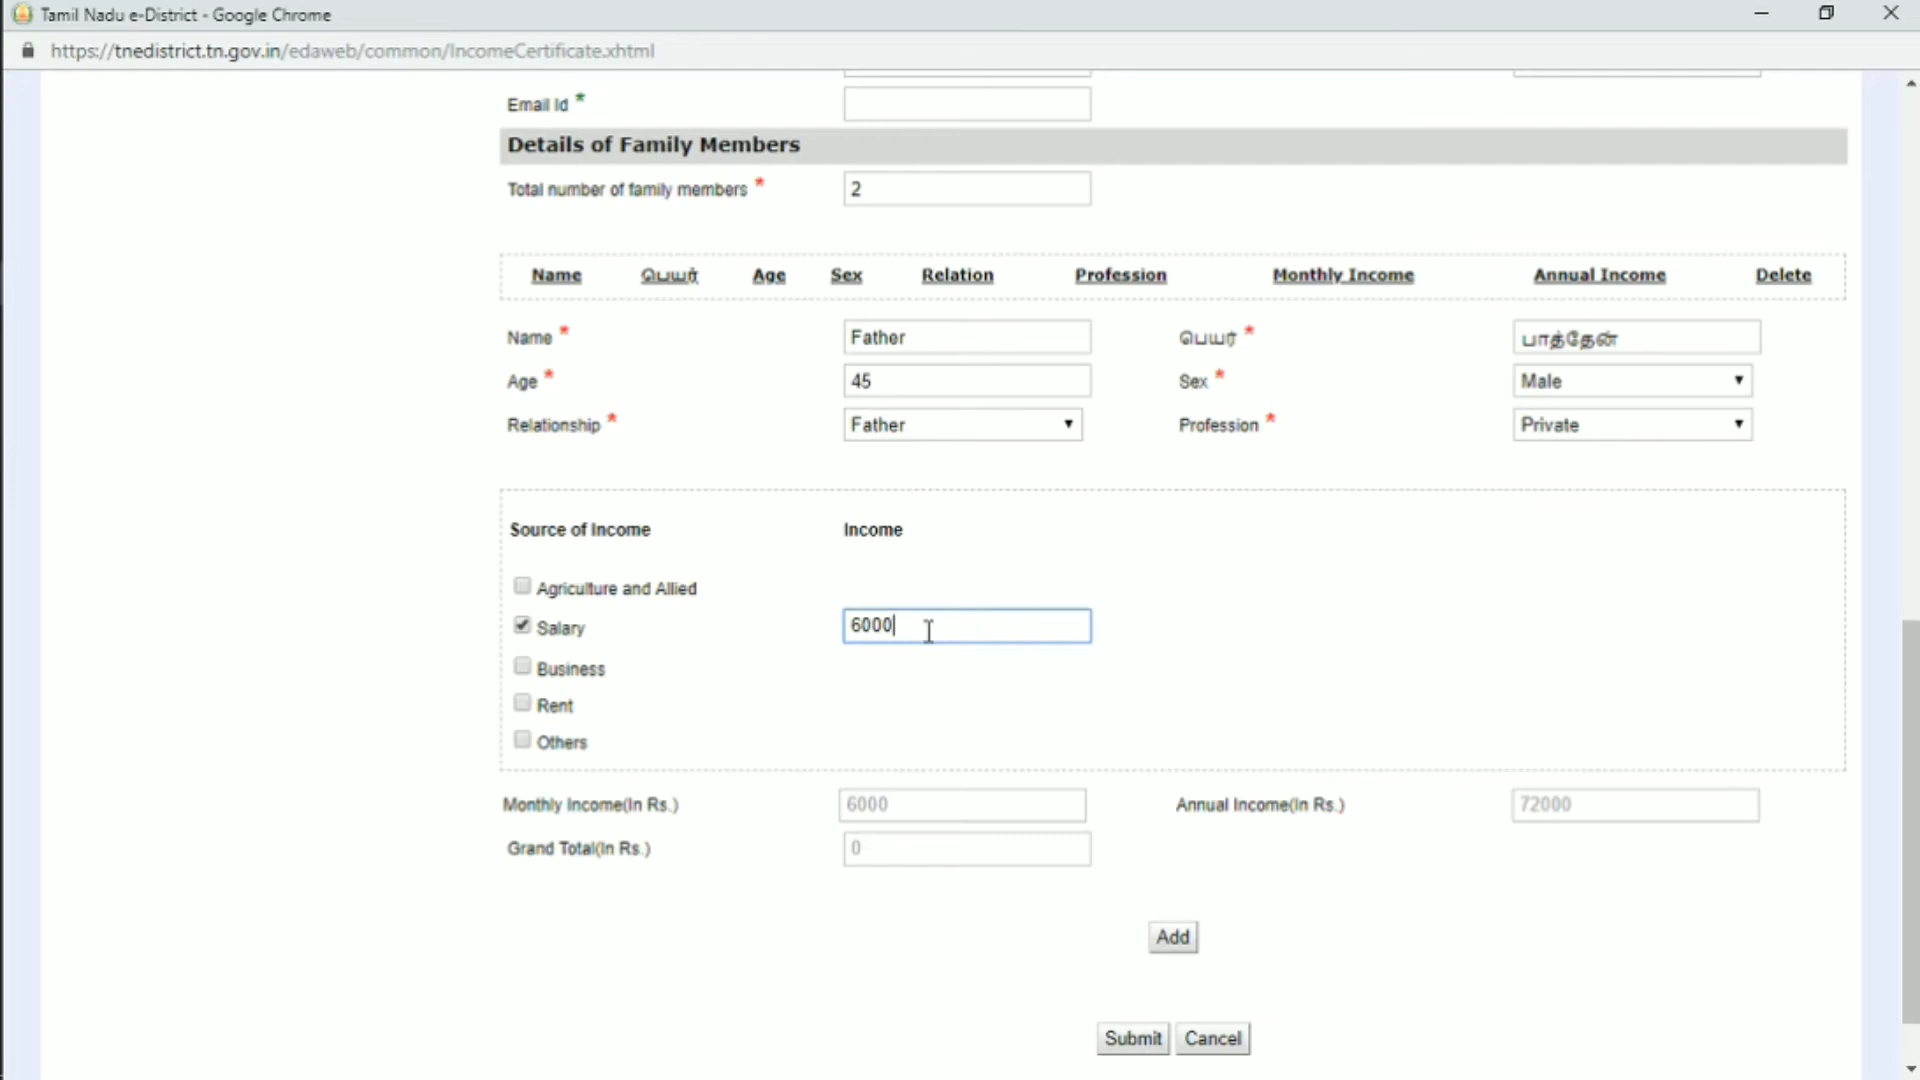 Tamil Nadu e-District - Google Chrome
https://tnedistrict.tn.gov.in/edaweb/common/IncomeCertificate.xhtml
Email Id *
Details of Family Members
Total number of family members * 2
Name பெயர் Age Sex Relation Profession Monthly Income Annual Income Delete
Name * Father பெயர் * பாத்தேன்
Age * 45 Sex * Male
Relationship * Father Profession * Private
Source of Income Income
Agriculture and Allied
Salary 6000
Business
Rent
Others
Monthly Income(In Rs.) 6000 Annual Income(In Rs.) 72000
Grand Total(In Rs.) 0
Add
Submit Cancel